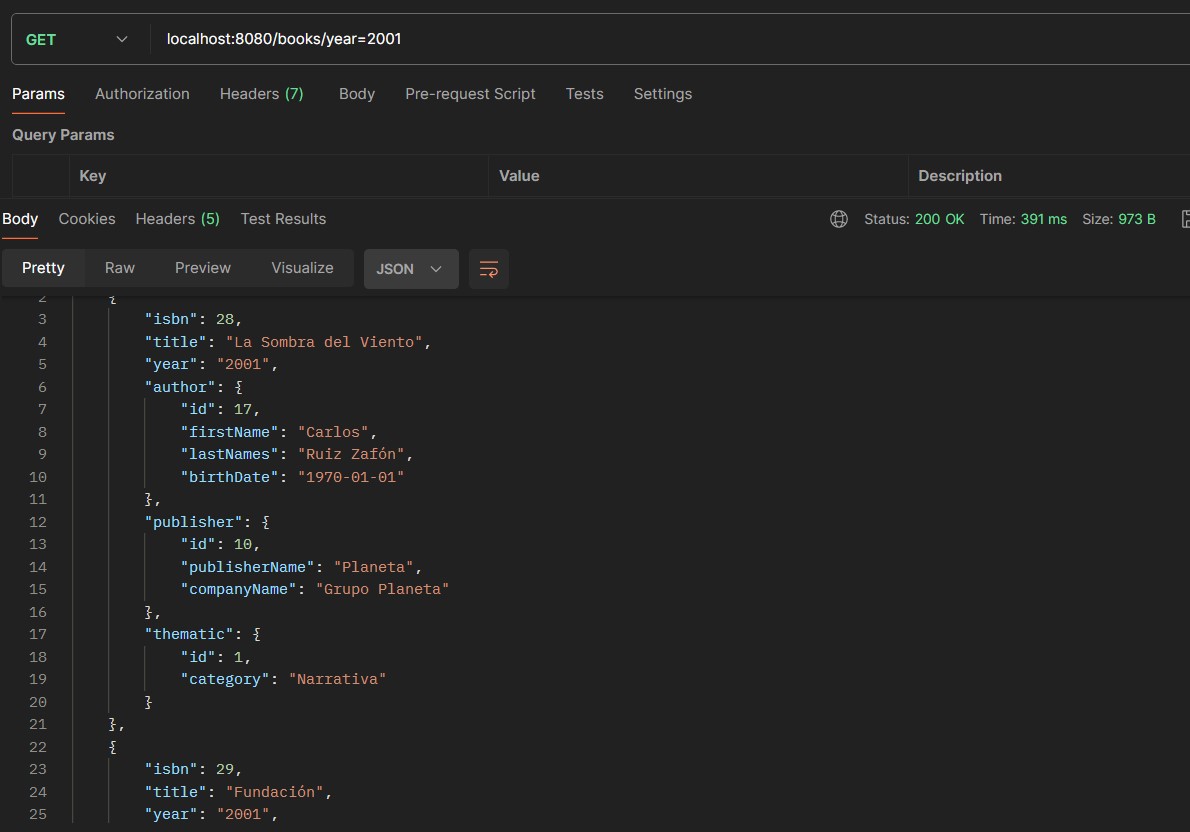 GET localhost:8080/books/year=2001
Params Authorization Headers (7) Body Pre-request Script Tests Settings
Query Params
Key Value Description
Body Cookies Headers (5) Test Results Status: 200 OK Time: 391 ms Size: 973 B
Pretty Raw Preview Visualize JSON
2 {
3 "isbn": 28,
4 "title": "La Sombra del Viento",
5 "year": "2001",
6 "author": {
7 "id": 17,
8 "firstName": "Carlos",
9 "lastNames": "Ruiz Zafón",
10 "birthDate": "1970-01-01"
11 },
12 "publisher": {
13 "id": 10,
14 "publisherName": "Planeta",
15 "companyName": "Grupo Planeta"
16 },
17 "thematic": {
18 "id": 1,
19 "category": "Narrativa"
20 }
21 },
22 {
23 "isbn": 29,
24 "title": "Fundación",
25 "year": "2001",